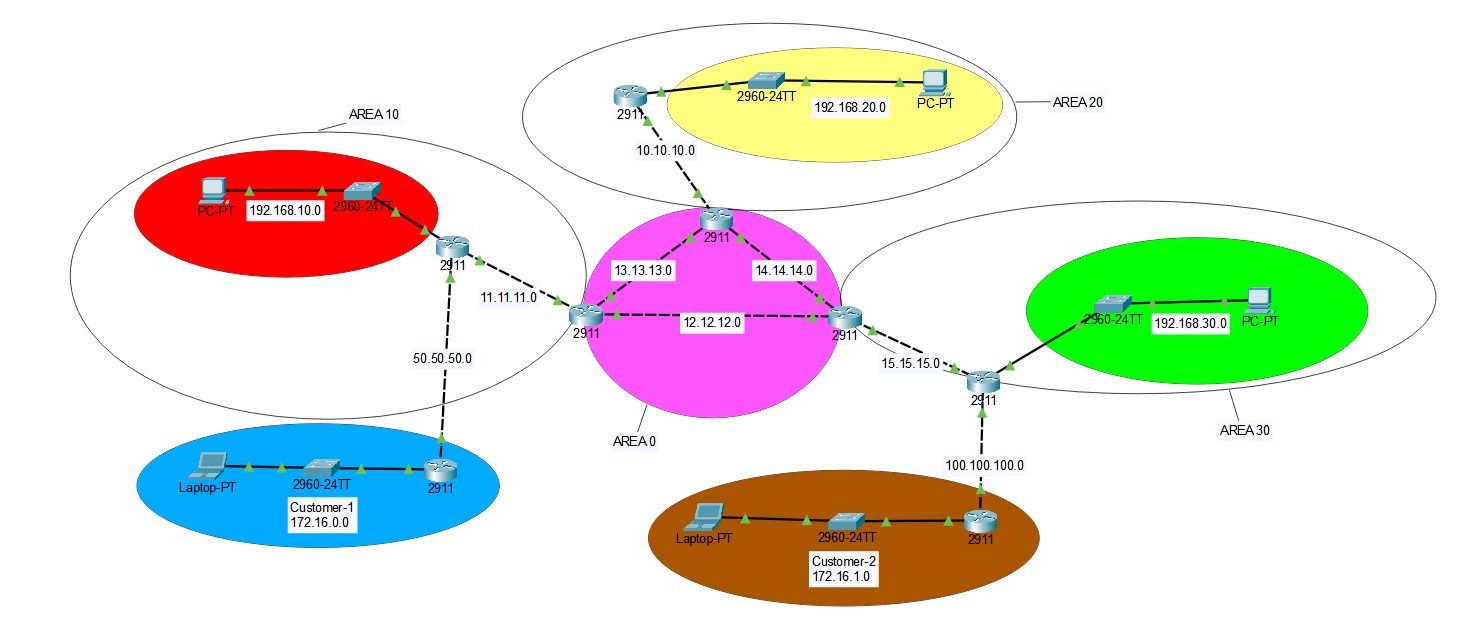 AREA 20
2960-24TT
PC-PT
2911
192.168.20.0
10.10.10.0
AREA 10
PC-PT
192.168.10.0
2960-24TT
2911
2911
13.13.13.0
14.14.14.0
11.11.11.0
12.12.12.0
2911
2911
2960-24TT
192.168.30.0
PC-PT
50.50.50.0
15.15.15.0
2911
AREA 0
AREA 30
Laptop-PT
2960-24TT
2911
Customer-1
172.16.0.0
100.100.100.0
Laptop-PT
2960-24TT
2911
Customer-2
172.16.1.0